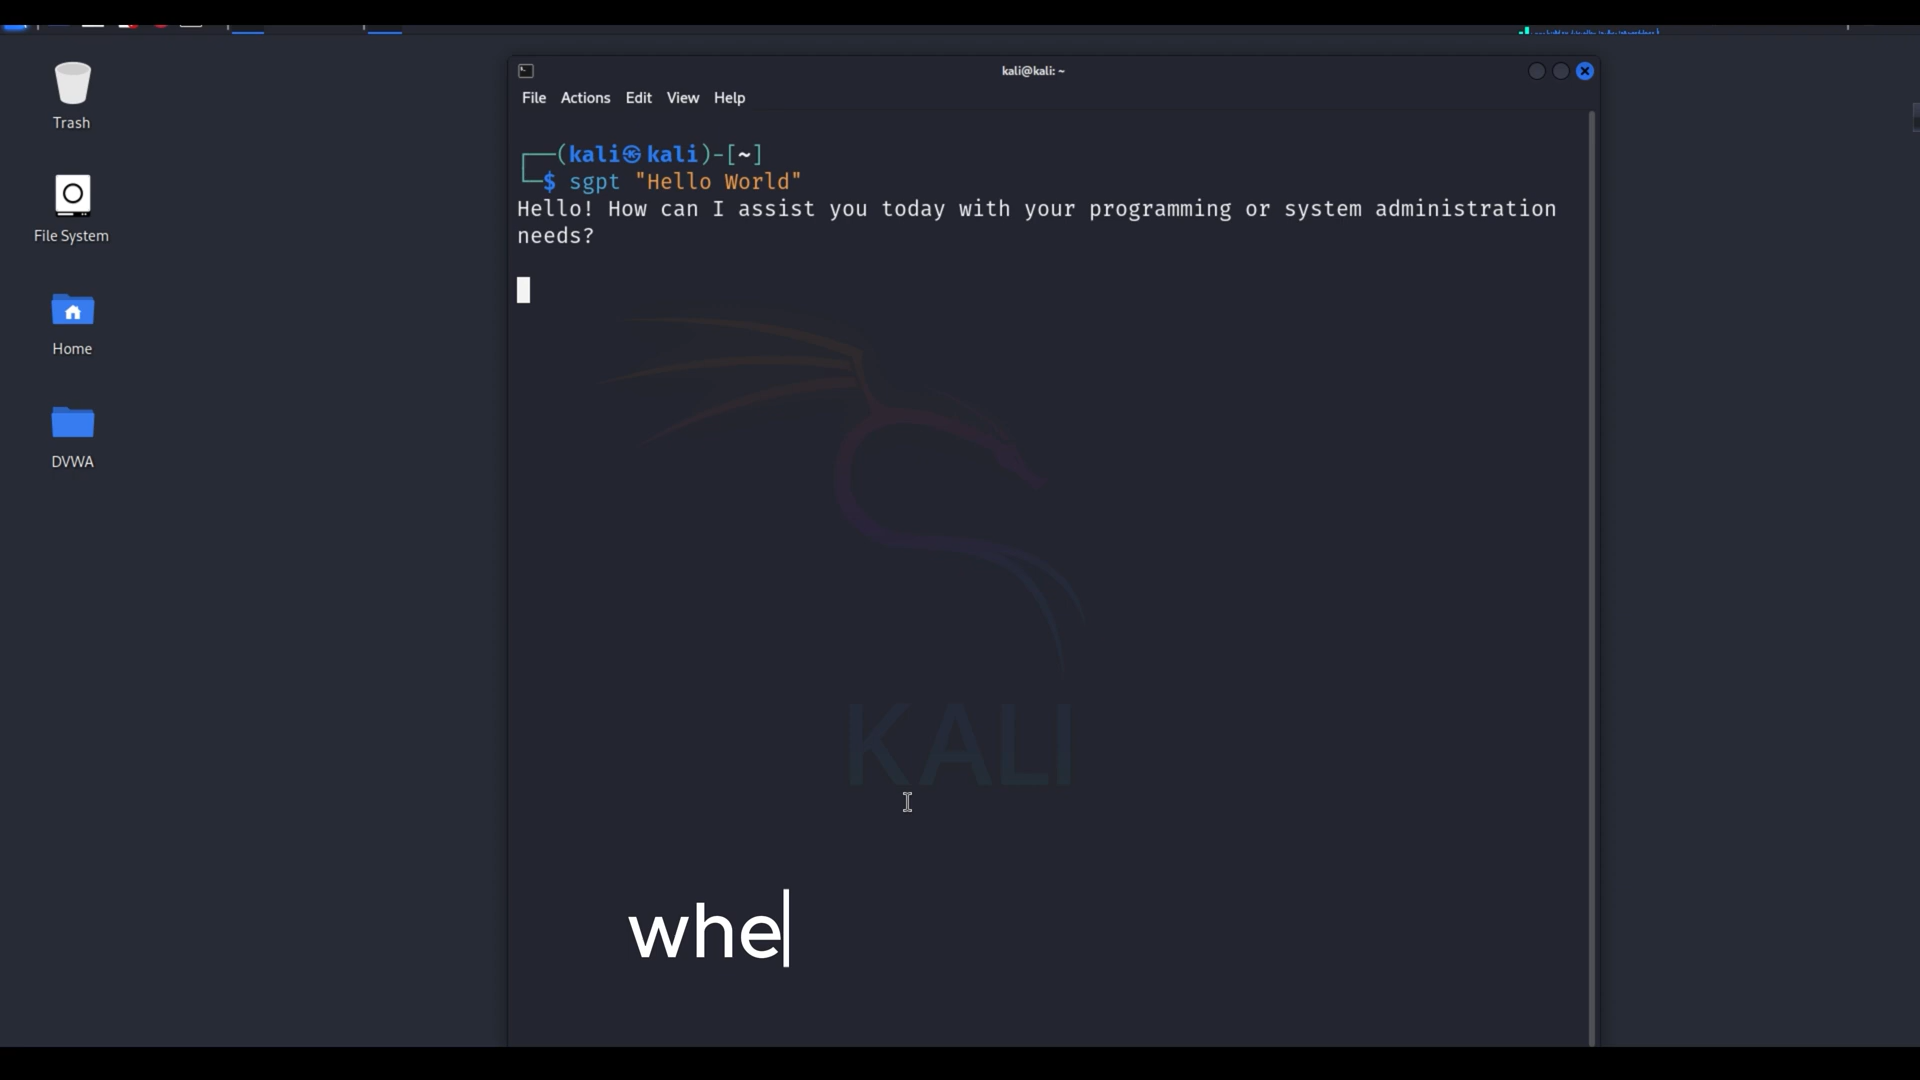 Trash
File System
Home
DVWA
kali@kali: ~
File Actions Edit View Help
┌──(kali㉿kali)-[~]
└─$ sgpt "Hello World"
Hello! How can I assist you today with your programming or system administration
needs?
KALI
whe